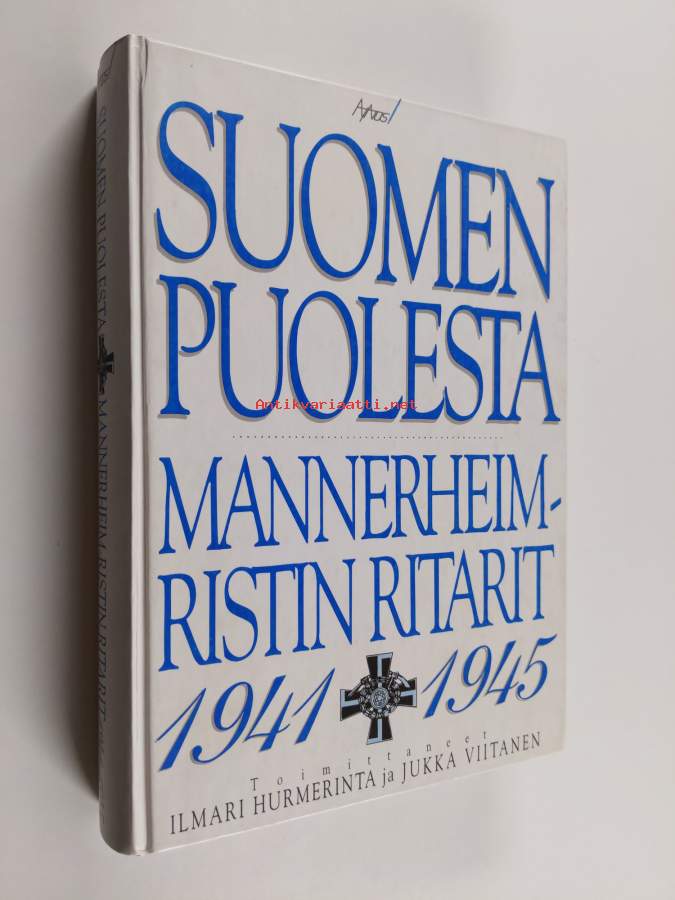 SUOMEN
PUOLESTA
Antikvariaatti.net
MANNERHEIM-
RISTIN RITARIT
1941 1945
Toimittaneet
ILMARI HURMERINTA ja JUKKA VIITANEN
SUOMEN PUOLESTA MANNERHEIM-RISTIN RITARIT